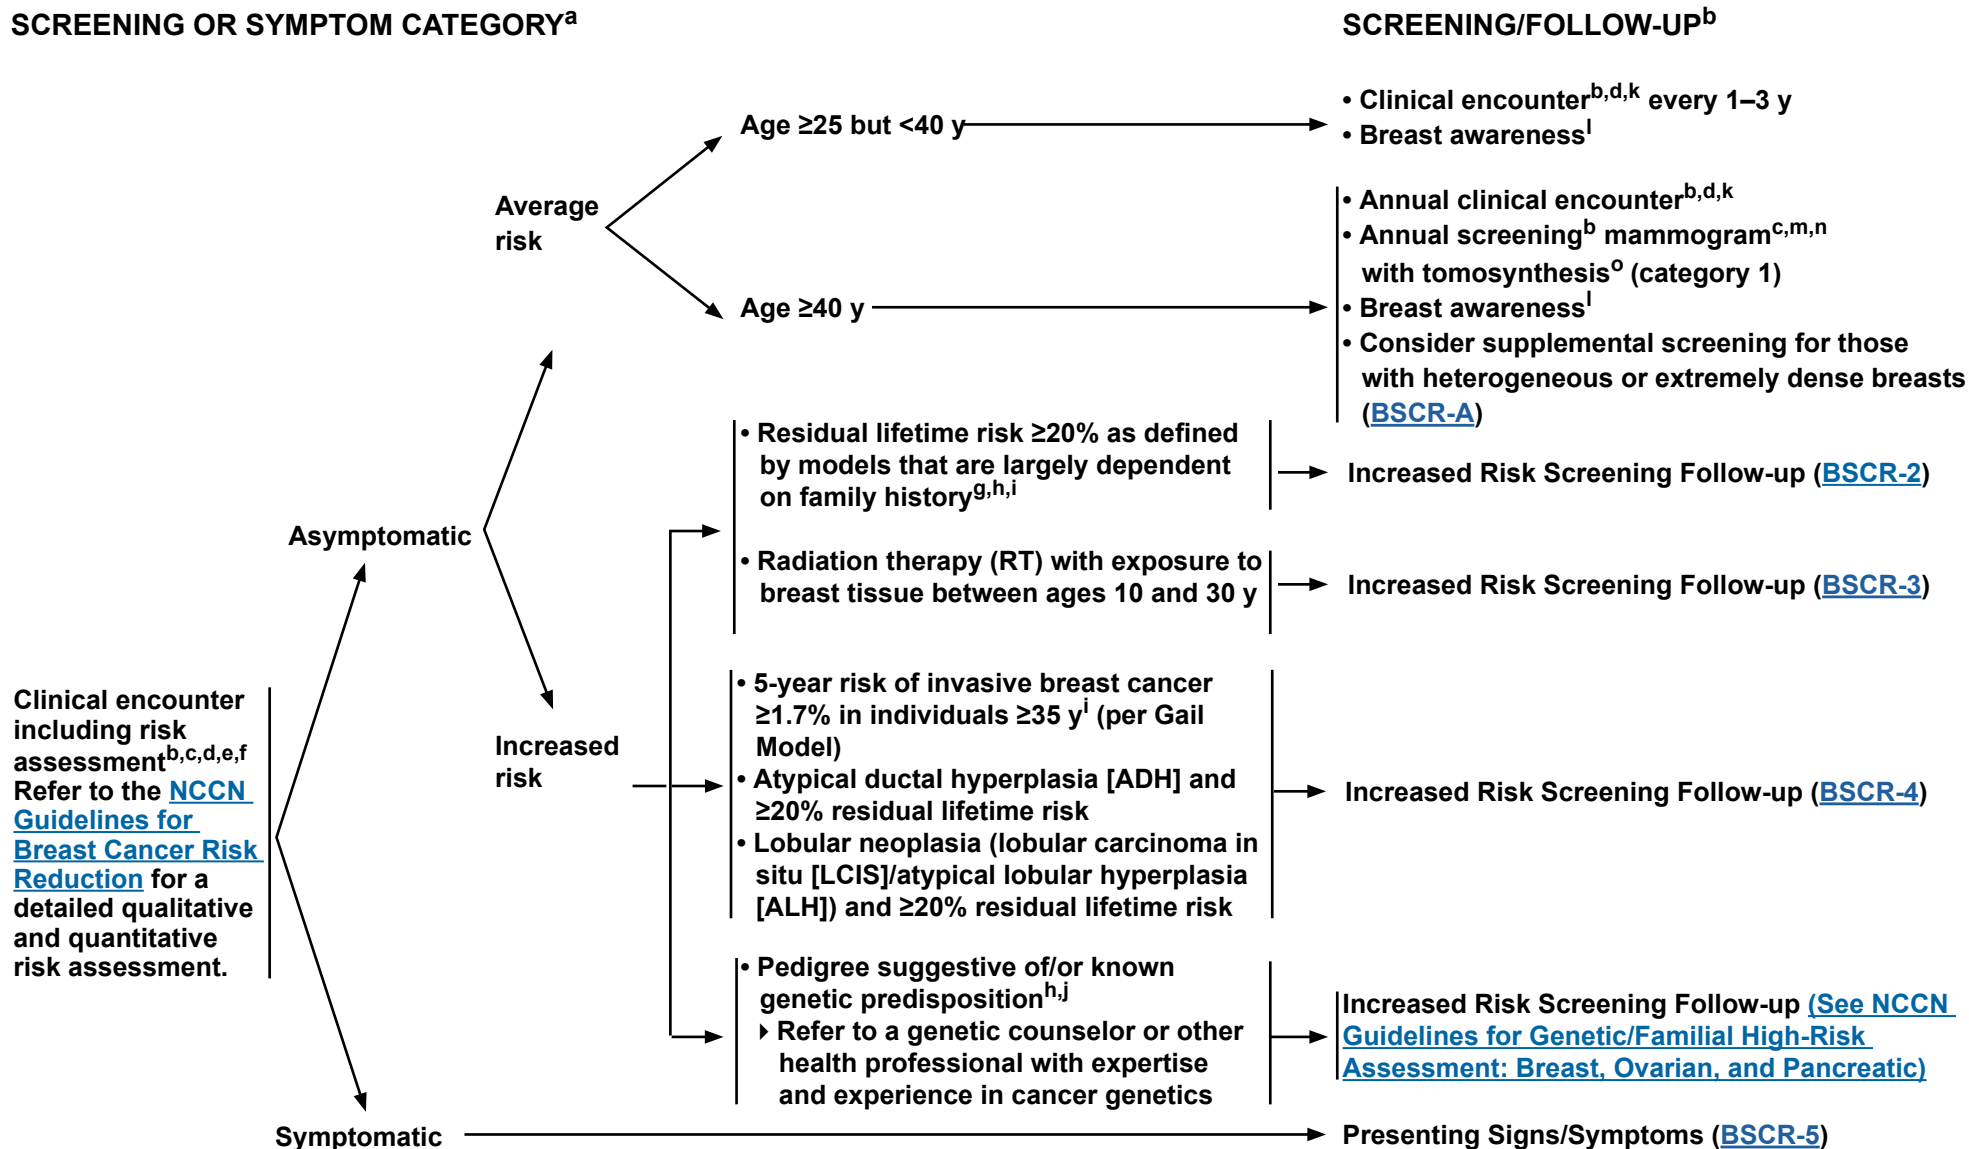 SCREENING OR SYMPTOM CATEGORYa
SCREENING/FOLLOW-UPb
Clinical encounter
including risk
assessmentb,c,d,e,f
Refer to the NCCN
Guidelines for
Breast Cancer Risk
Reduction for a
detailed qualitative
and quantitative
risk assessment.
Asymptomatic
Symptomatic
Average
risk
Increased
risk
Age ≥25 but <40 y
• Clinical encounterb,d,k every 1–3 y
• Breast awarenessl
Age ≥40 y
• Annual clinical encounterb,d,k
• Annual screeningb mammogramc,m,n
with tomosynthesiso (category 1)
• Breast awarenessl
• Consider supplemental screening for those
with heterogeneous or extremely dense breasts
(BSCR-A)
• Residual lifetime risk ≥20% as defined
by models that are largely dependent
on family historyg,h,i
Increased Risk Screening Follow-up (BSCR-2)
• Radiation therapy (RT) with exposure to
breast tissue between ages 10 and 30 y
Increased Risk Screening Follow-up (BSCR-3)
• 5-year risk of invasive breast cancer
≥1.7% in individuals ≥35 yi (per Gail
Model)
• Atypical ductal hyperplasia [ADH] and
≥20% residual lifetime risk
• Lobular neoplasia (lobular carcinoma in
situ [LCIS]/atypical lobular hyperplasia
[ALH]) and ≥20% residual lifetime risk
Increased Risk Screening Follow-up (BSCR-4)
• Pedigree suggestive of/or known
genetic predispositionh,j
Refer to a genetic counselor or other
health professional with expertise
and experience in cancer genetics
Increased Risk Screening Follow-up (See NCCN
Guidelines for Genetic/Familial High-Risk
Assessment: Breast, Ovarian, and Pancreatic)
Presenting Signs/Symptoms (BSCR-5)